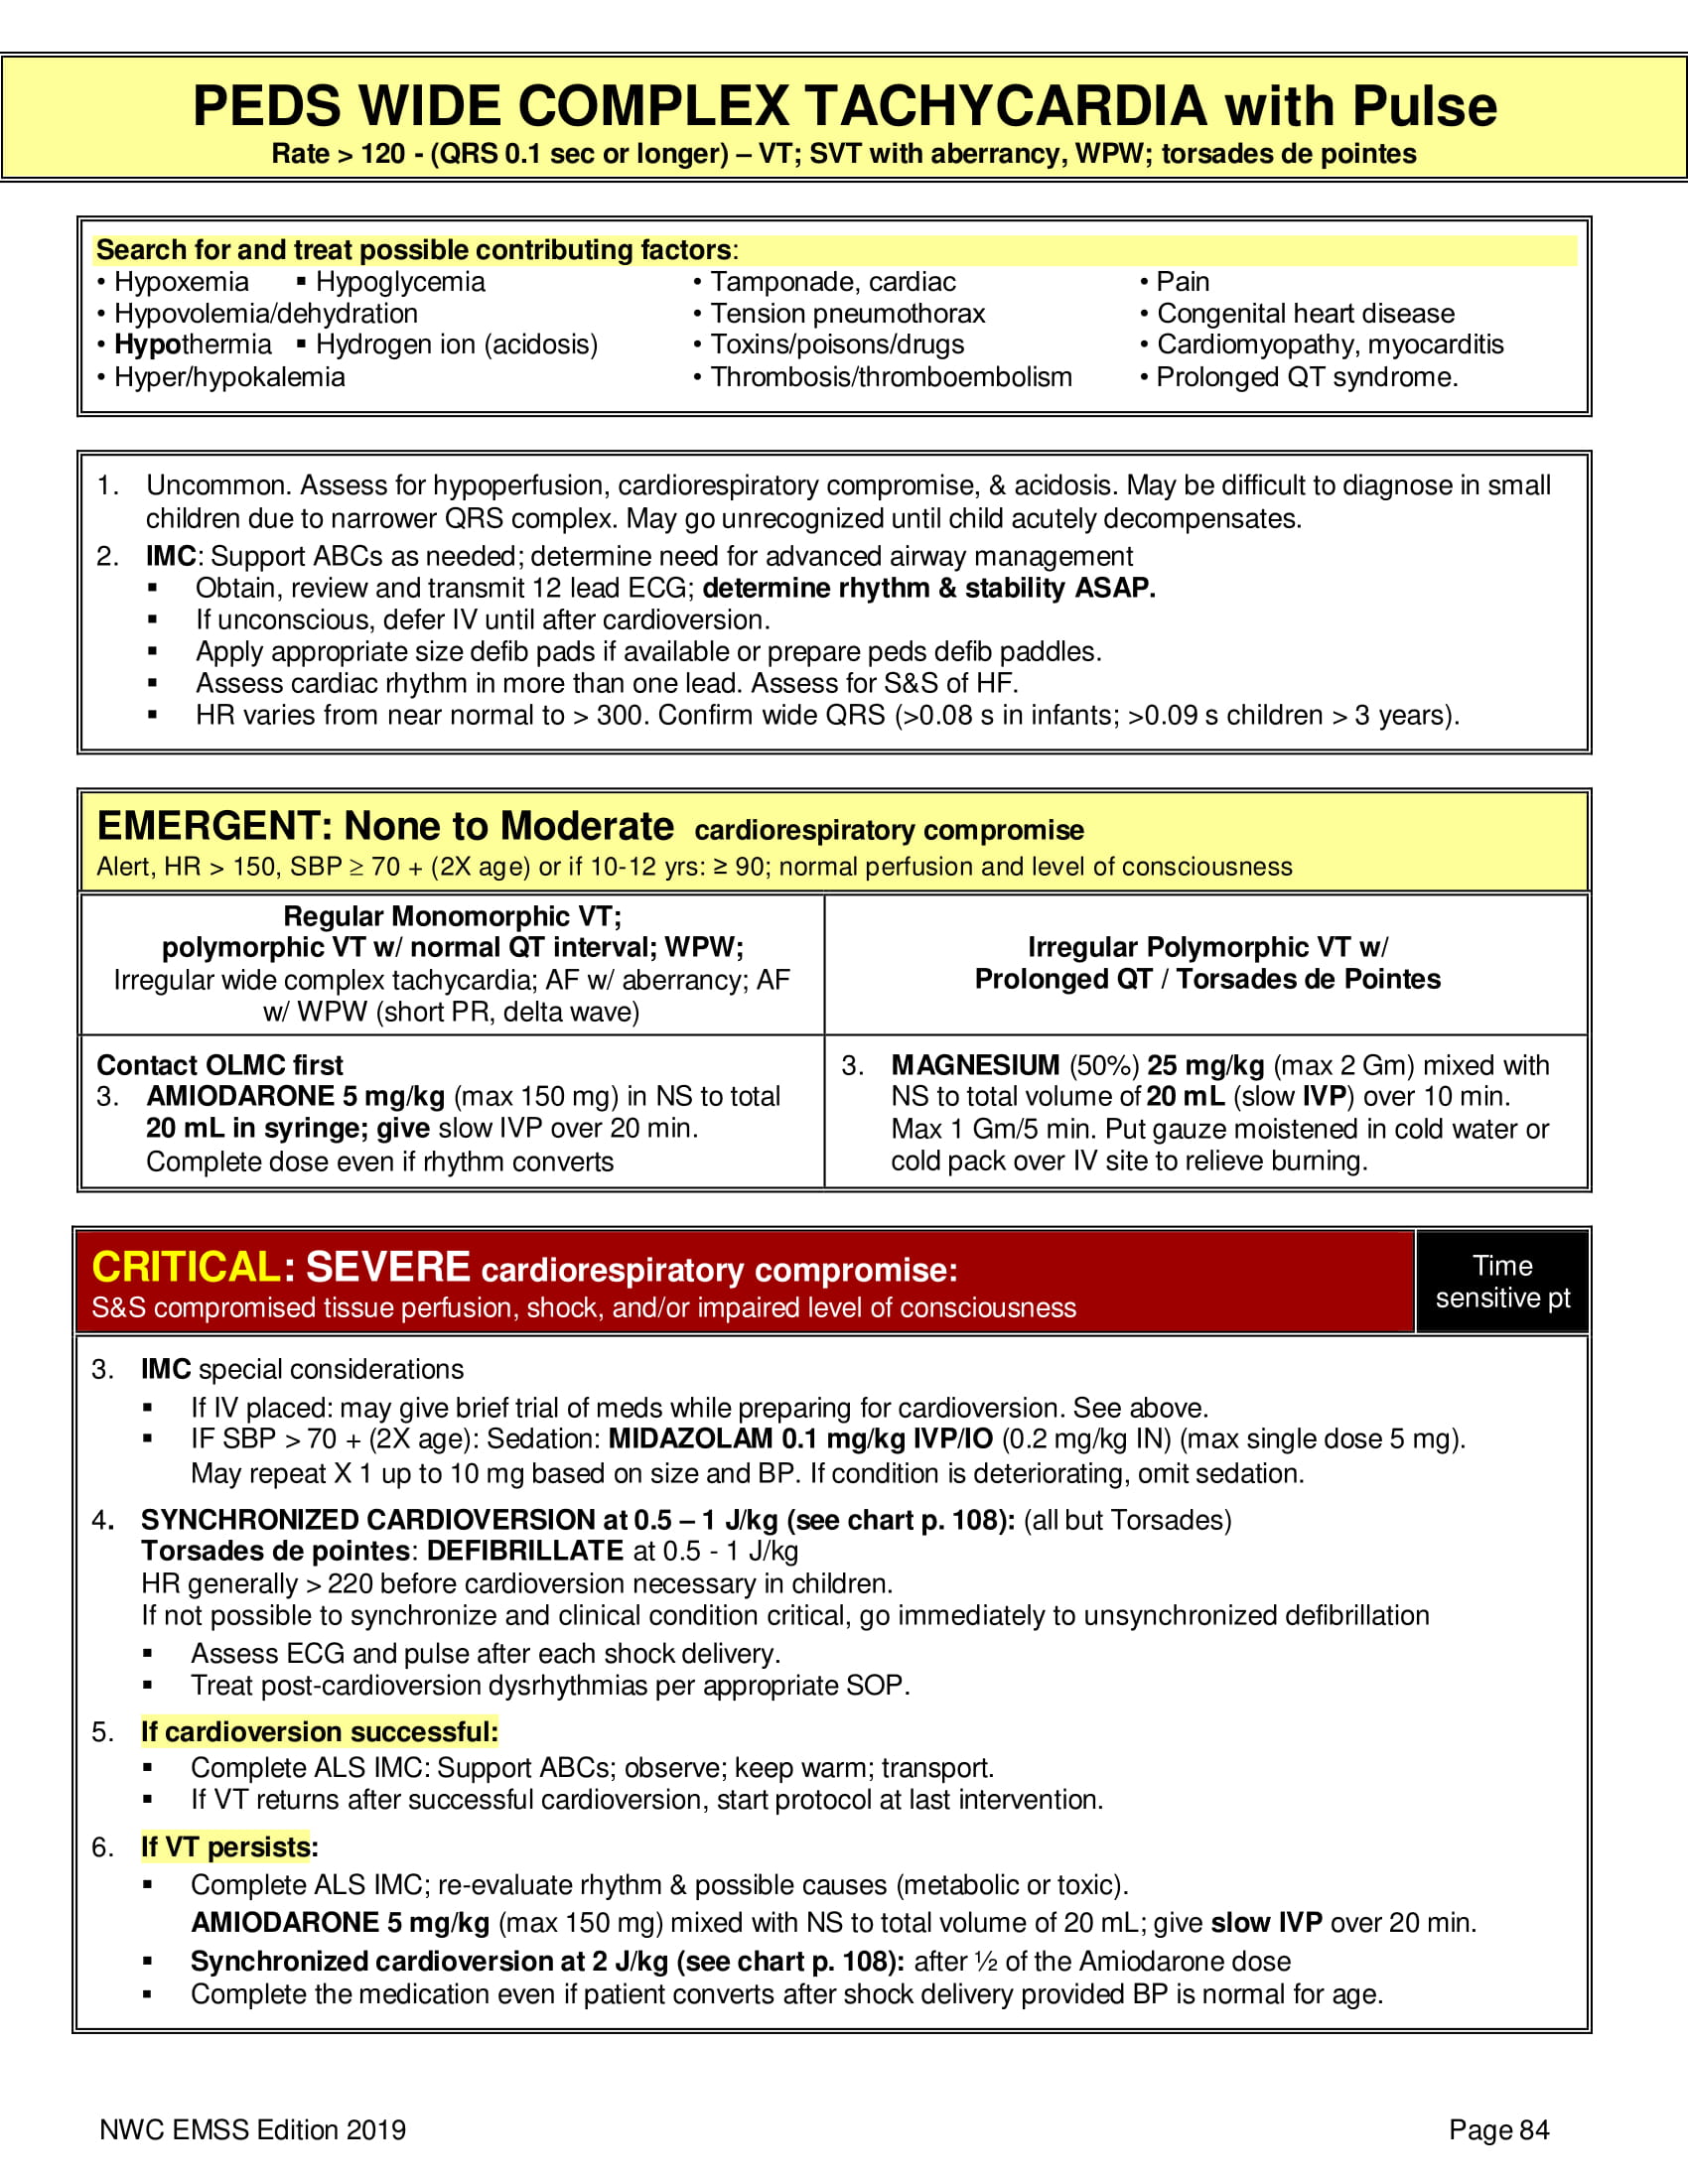 PEDS WIDE COMPLEX TACHYCARDIA with Pulse
Rate > 120 - (QRS 0.1 sec or longer) – VT; SVT with aberrancy, WPW; torsades de pointes
Search for and treat possible contributing factors:
• Hypoxemia ▪ Hypoglycemia • Tamponade, cardiac • Pain
• Hypovolemia/dehydration • Tension pneumothorax • Congenital heart disease
• Hypothermia ▪ Hydrogen ion (acidosis) • Toxins/poisons/drugs • Cardiomyopathy, myocarditis
• Hyper/hypokalemia • Thrombosis/thromboembolism • Prolonged QT syndrome.
1. Uncommon. Assess for hypoperfusion, cardiorespiratory compromise, & acidosis. May be difficult to diagnose in small
children due to narrower QRS complex. May go unrecognized until child acutely decompensates.
2. IMC: Support ABCs as needed; determine need for advanced airway management
▪ Obtain, review and transmit 12 lead ECG; determine rhythm & stability ASAP.
▪ If unconscious, defer IV until after cardioversion.
▪ Apply appropriate size defib pads if available or prepare peds defib paddles.
▪ Assess cardiac rhythm in more than one lead. Assess for S&S of HF.
▪ HR varies from near normal to > 300. Confirm wide QRS (>0.08 s in infants; >0.09 s children > 3 years).
EMERGENT: None to Moderate cardiorespiratory compromise
Alert, HR > 150, SBP ≥ 70 + (2X age) or if 10-12 yrs: ≥ 90; normal perfusion and level of consciousness
Regular Monomorphic VT;
polymorphic VT w/ normal QT interval; WPW;
Irregular wide complex tachycardia; AF w/ aberrancy; AF
w/ WPW (short PR, delta wave)
Irregular Polymorphic VT w/
Prolonged QT / Torsades de Pointes
Contact OLMC first
3. AMIODARONE 5 mg/kg (max 150 mg) in NS to total
20 mL in syringe; give slow IVP over 20 min.
Complete dose even if rhythm converts
3. MAGNESIUM (50%) 25 mg/kg (max 2 Gm) mixed with
NS to total volume of 20 mL (slow IVP) over 10 min.
Max 1 Gm/5 min. Put gauze moistened in cold water or
cold pack over IV site to relieve burning.
CRITICAL: SEVERE cardiorespiratory compromise:
S&S compromised tissue perfusion, shock, and/or impaired level of consciousness
Time
sensitive pt
3. IMC special considerations
▪ If IV placed: may give brief trial of meds while preparing for cardioversion. See above.
▪ IF SBP > 70 + (2X age): Sedation: MIDAZOLAM 0.1 mg/kg IVP/IO (0.2 mg/kg IN) (max single dose 5 mg).
May repeat X 1 up to 10 mg based on size and BP. If condition is deteriorating, omit sedation.
4. SYNCHRONIZED CARDIOVERSION at 0.5 – 1 J/kg (see chart p. 108): (all but Torsades)
Torsades de pointes: DEFIBRILLATE at 0.5 - 1 J/kg
HR generally > 220 before cardioversion necessary in children.
If not possible to synchronize and clinical condition critical, go immediately to unsynchronized defibrillation
▪ Assess ECG and pulse after each shock delivery.
▪ Treat post-cardioversion dysrhythmias per appropriate SOP.
5. If cardioversion successful:
▪ Complete ALS IMC: Support ABCs; observe; keep warm; transport.
▪ If VT returns after successful cardioversion, start protocol at last intervention.
6. If VT persists:
▪ Complete ALS IMC; re-evaluate rhythm & possible causes (metabolic or toxic).
AMIODARONE 5 mg/kg (max 150 mg) mixed with NS to total volume of 20 mL; give slow IVP over 20 min.
▪ Synchronized cardioversion at 2 J/kg (see chart p. 108): after ½ of the Amiodarone dose
▪ Complete the medication even if patient converts after shock delivery provided BP is normal for age.
NWC EMSS Edition 2019 Page 84